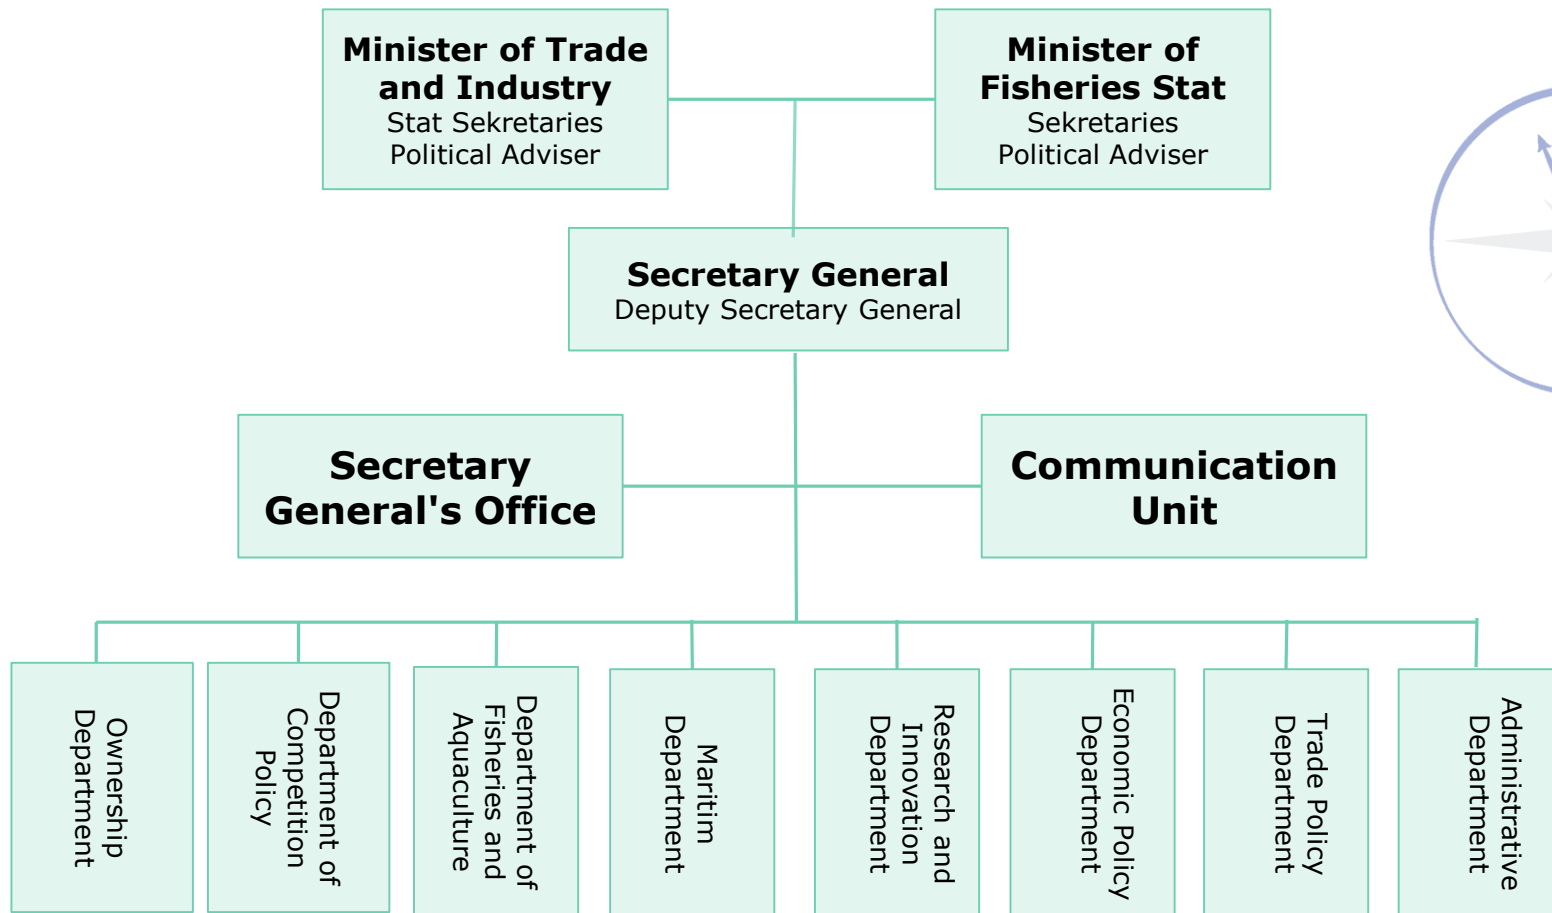 Minister of Trade
and Industry
Stat Sekretaries
Political Adviser
Minister of
Fisheries Stat
Sekretaries
Political Adviser
Secretary General
Deputy Secretary General
Secretary
General's Office
Communication
Unit
Ownership
Department
Department of
Competition
Policy
Department of
Fisheries and
Aquaculture
Maritim
Department
Research and
Innovation
Department
Economic Policy
Department
Trade Policy
Department
Administrative
Department